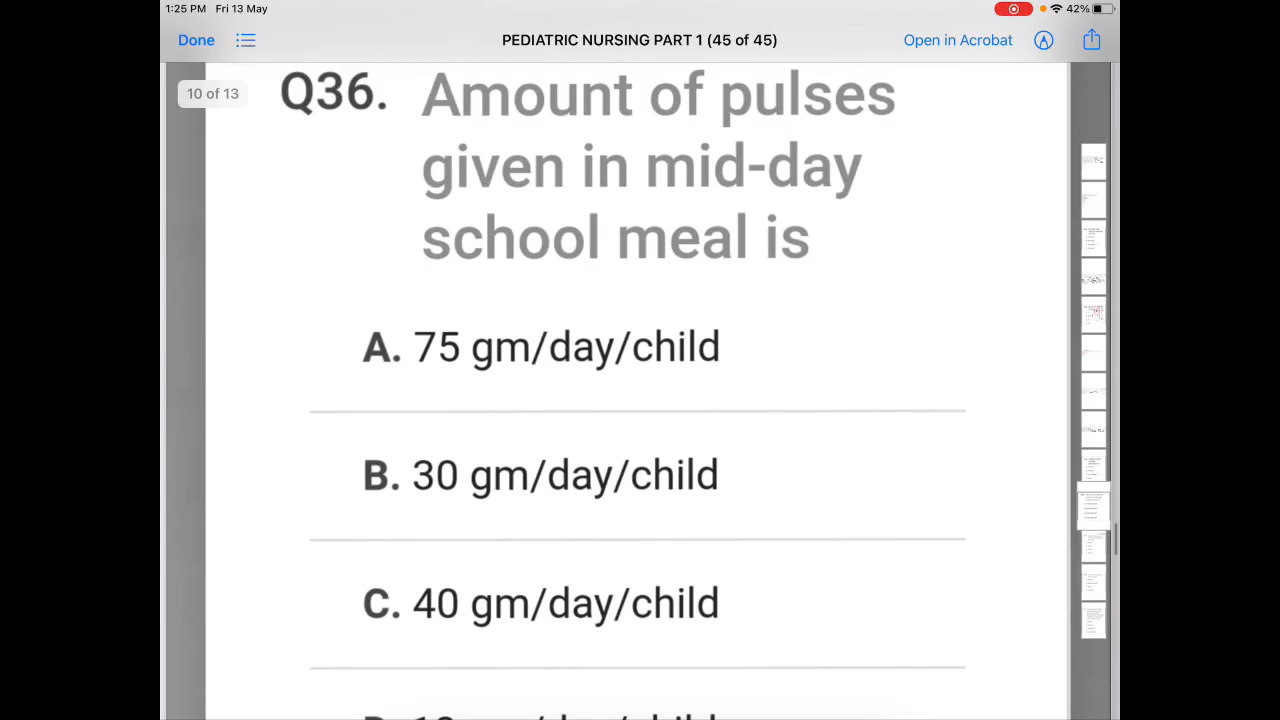 1:25 PM Fri 13 May
42%
Done
PEDIATRIC NURSING PART 1 (45 of 45)
Open in Acrobat
10 of 13
Q36. Amount of pulses
given in mid-day
school meal is
A. 75 gm/day/child
B. 30 gm/day/child
C. 40 gm/day/child